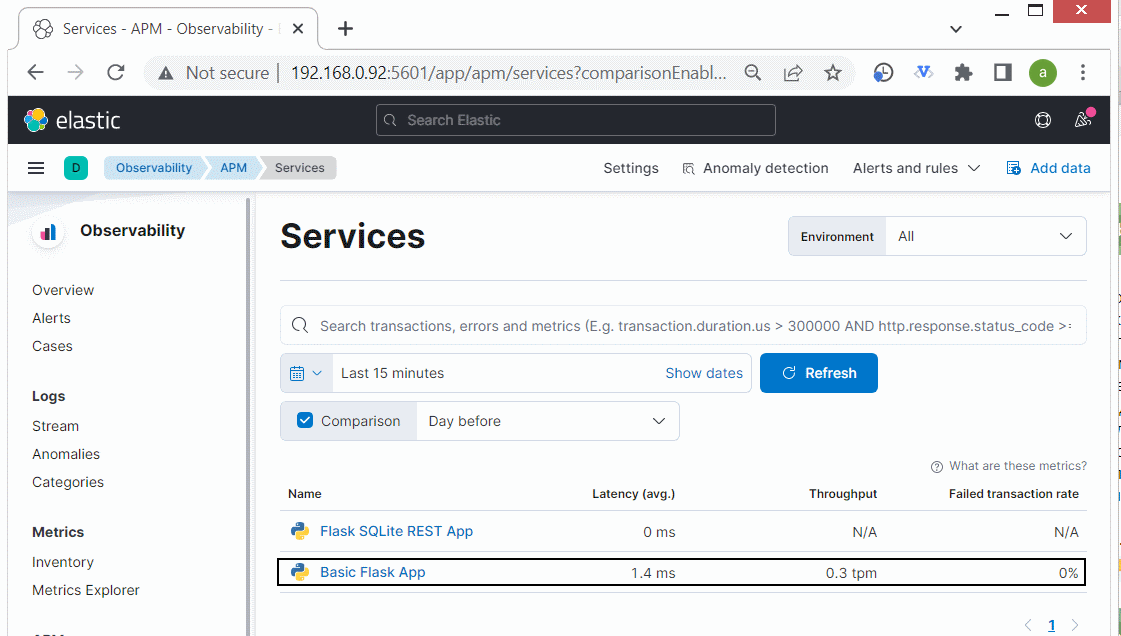 Services - APM - Observability -
Not secure 192.168.0.92:5601/app/apm/services?comparisonEnabl... a
elastic Search Elastic
D Observability APM Services Settings Anomaly detection Alerts and rules Add data
Observability
Overview
Alerts
Cases
Logs
Stream
Anomalies
Categories
Metrics
Inventory
Metrics Explorer
Services
Environment All
Search transactions, errors and metrics (E.g. transaction.duration.us > 300000 AND http.response.status_code >=
Last 15 minutes Show dates Refresh
Comparison Day before
What are these metrics?
Name Latency (avg.) Throughput Failed transaction rate
Flask SQLite REST App 0 ms N/A N/A
Basic Flask App 1.4 ms 0.3 tpm 0%
1